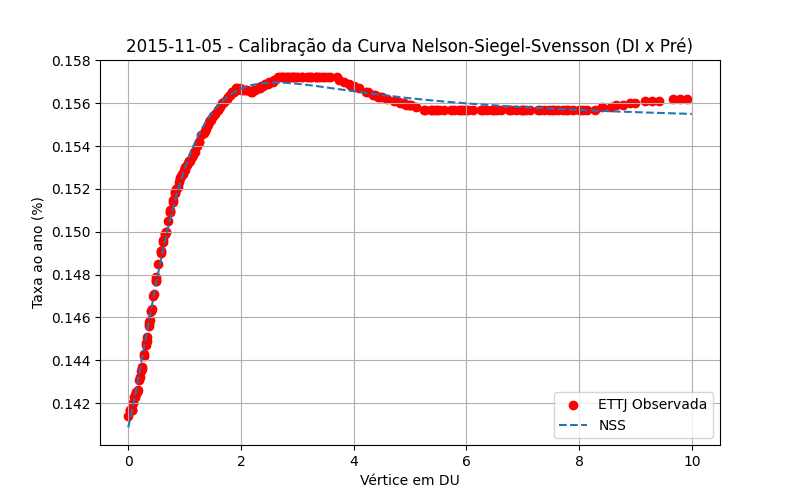 2015-11-05 - Calibração da Curva Nelson-Siegel-Svensson (DI x Pré)
Taxa ao ano (%)
0.158
0.156
0.154
0.152
0.150
0.148
0.146
0.144
0.142
ETTJ Observada
NSS
0 2 4 6 8 10
Vértice em DU